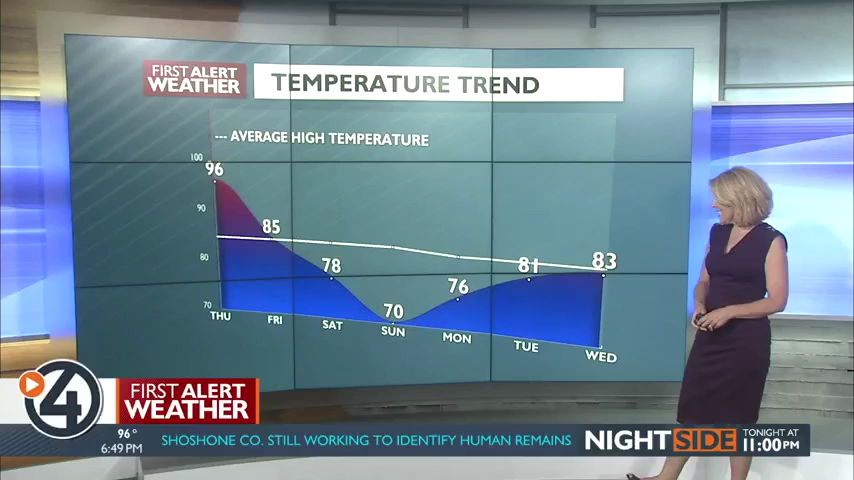 FIRST ALERT
WEATHER
TEMPERATURE TREND
--- AVERAGE HIGH TEMPERATURE
100
96
90
85
80
78
70
76
81
83
70
THU
FRI
SAT
SUN
MON
TUE
WED
4
FIRST ALERT
WEATHER
96°
6:49 PM
SHOSHONE CO. STILL WORKING TO IDENTIFY HUMAN REMAINS
NIGHTSIDE
TONIGHT AT
11:00PM